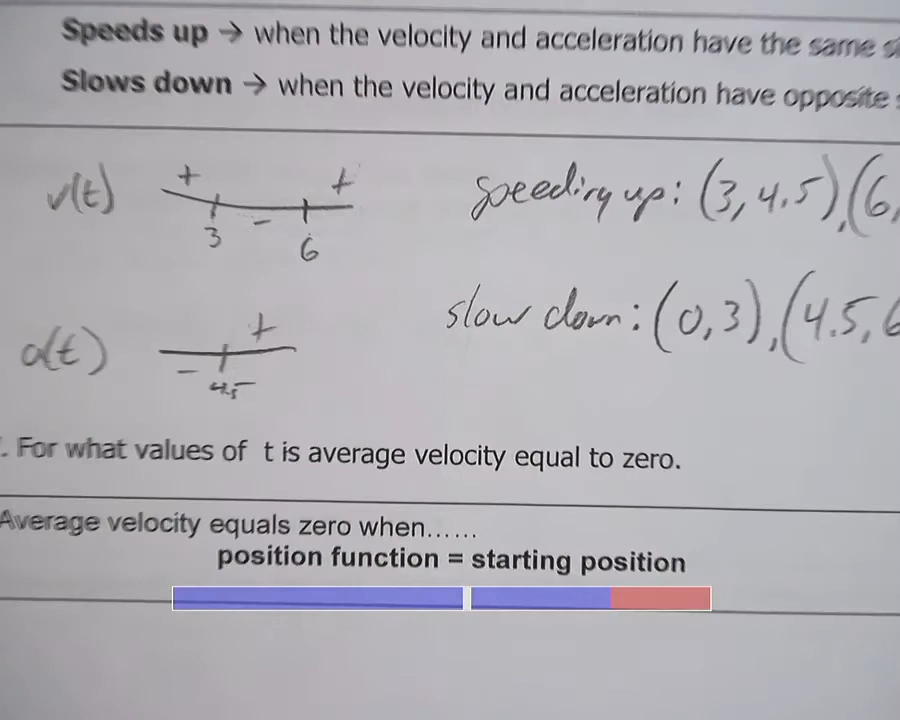 Speeds up → when the velocity and acceleration have the same
Slows down → when the velocity and acceleration have opposite
v(t) + - + 3 6 speeding up: (3, 4.5), (6,
a(t) - + 4.5 slow down: (0,3), (4.5, 6
. For what values of t is average velocity equal to zero.
Average velocity equals zero when……
position function = starting position